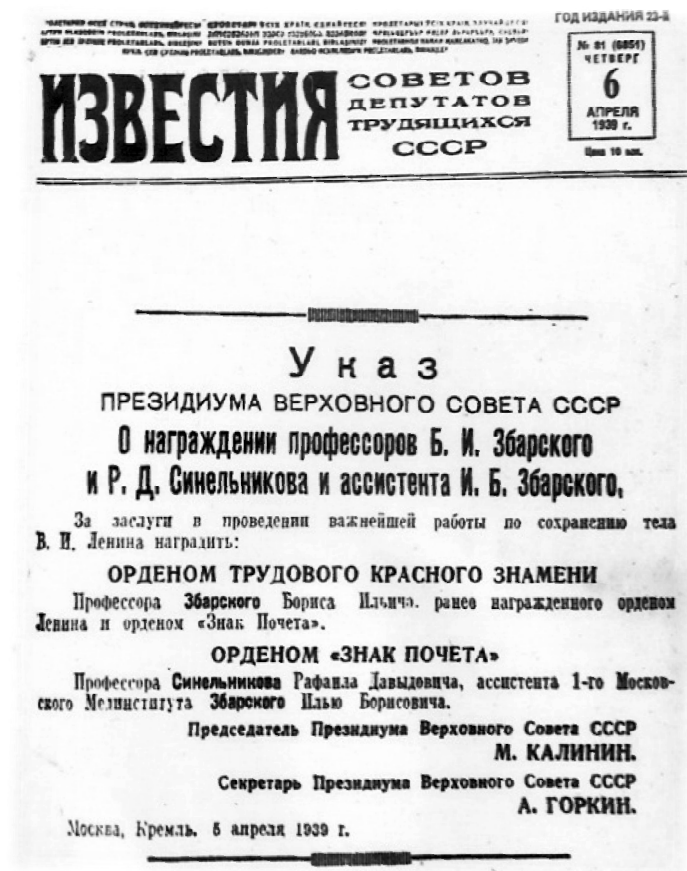 ГОД ИЗДАНИЯ 23-й
ИЗВЕСТИЯ
СОВЕТОВ
ДЕПУТАТОВ
ТРУДЯЩИХСЯ
СССР
№ 81 (6851)
ЧЕТВЕРГ
6
АПРЕЛЯ
1939 г.
Цена 10 коп.
Указ
ПРЕЗИДИУМА ВЕРХОВНОГО СОВЕТА СССР
О награждении профессоров Б. И. Збарского
и Р. Д. Синельникова и ассистента И. Б. Збарского.
За заслуги в проведении важнейшей работы по сохранению тела
В. И. Ленина наградить:
ОРДЕНОМ ТРУДОВОГО КРАСНОГО ЗНАМЕНИ
Профессора Збарского Бориса Ильича. ранее награжденного орденом
Ленина и орденом «Знак Почета».
ОРДЕНОМ «ЗНАК ПОЧЕТА»
Профессора Синельникова Рафаила Давыдовича, ассистента 1-го Москов-
ского Мединститута Збарского Илью Борисовича.
Председатель Президиума Верховного Совета СССР
М. КАЛИНИН.
Секретарь Президиума Верховного Совета СССР
А. ГОРКИН.
Москва, Кремль. 5 апреля 1939 г.